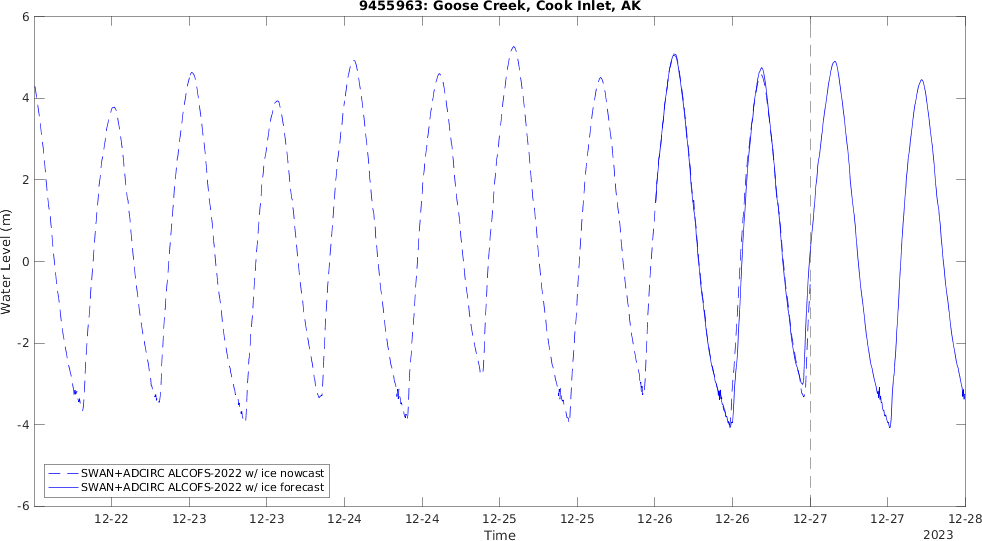 9455963: Goose Creek, Cook Inlet, AK
6
4
2
0
-2
-4
-6
Water Level (m)
SWAN+ADCIRC ALCOFS-2022 w/ ice nowcast
SWAN+ADCIRC ALCOFS-2022 w/ ice forecast
12-22 12-23 12-23 12-24 12-24 12-25 12-25 12-26 12-26 12-27 12-27 12-28
Time
2023